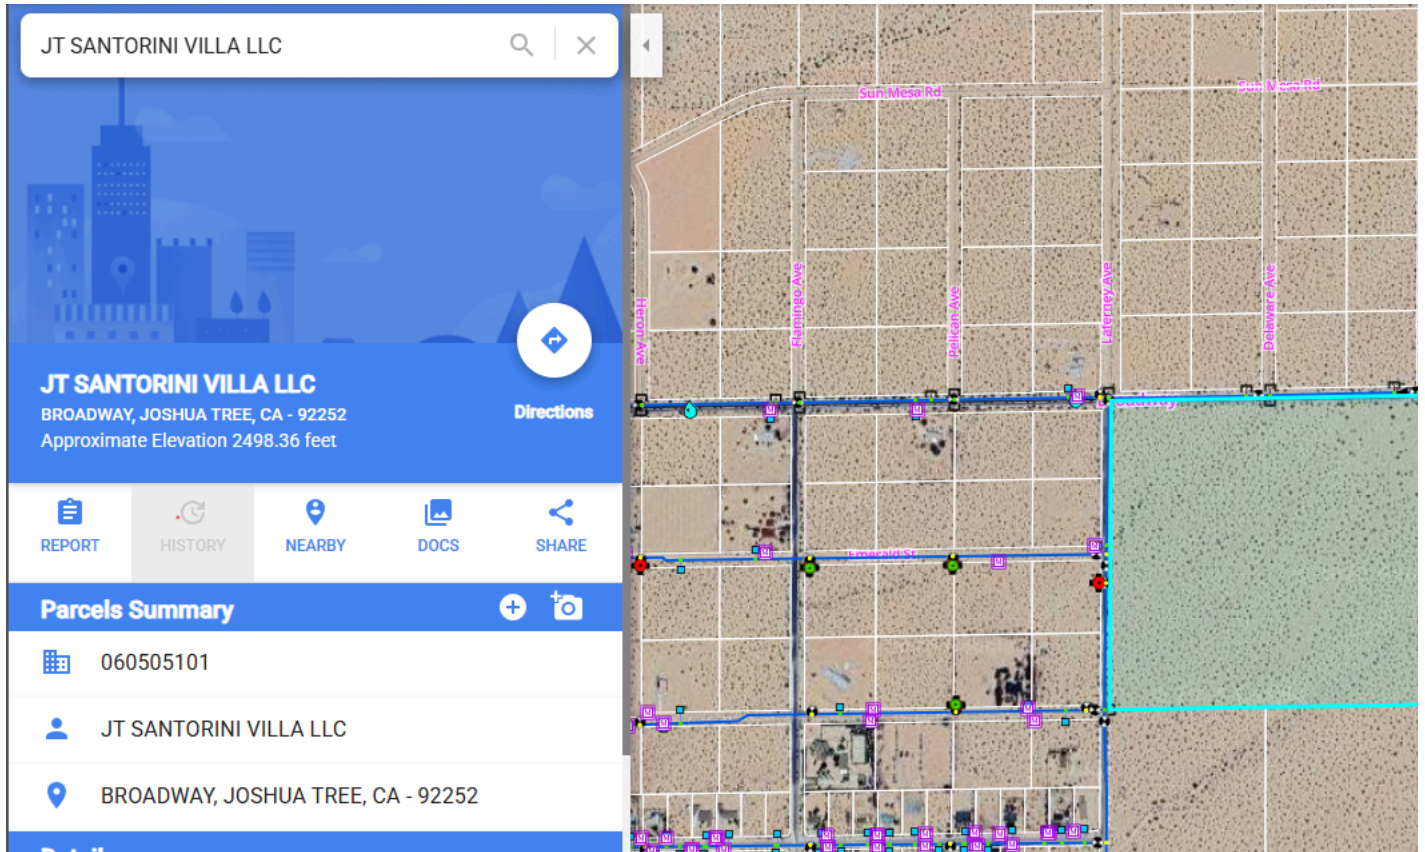 JT SANTORINI VILLA LLC
JT SANTORINI VILLA LLC
BROADWAY, JOSHUA TREE, CA - 92252
Approximate Elevation 2498.36 feet
Directions
REPORT
HISTORY
NEARBY
DOCS
SHARE
Parcels Summary
060505101
JT SANTORINI VILLA LLC
BROADWAY, JOSHUA TREE, CA - 92252
Sun Mesa Rd
Sun Mesa Rd
Heron Ave
Flamingo Ave
Pelican Ave
Laferney Ave
Delaware Ave
Broadway
Emerald St